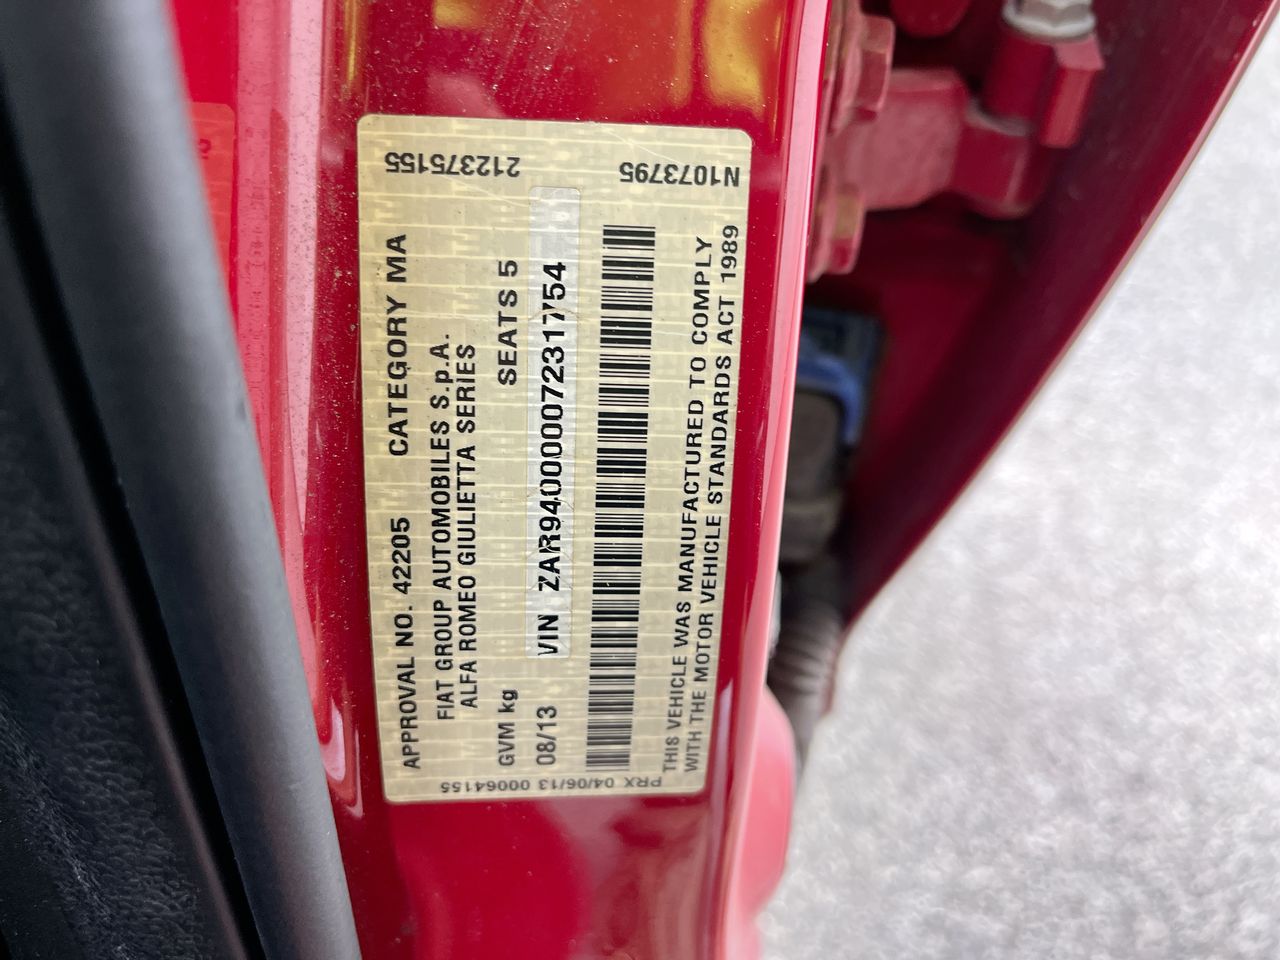 APPROVAL NO. 42205 CATEGORY MA
FIAT GROUP AUTOMOBILES S.p.A.
ALFA ROMEO GIULIETTA SERIES
GVM kg SEATS 5
08/13 VIN ZAR94000007231754
THIS VEHICLE WAS MANUFACTURED TO COMPLY
WITH THE MOTOR VEHICLE STANDARDS ACT 1989
212375155
N1073795
PRX 04/06/13 00064155